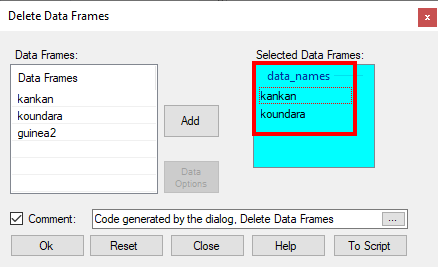 Delete Data Frames
x
Data Frames:
Selected Data Frames:
Data Frames
kankan
koundara
guinea2
Add
Data
Options
data_names
kankan
koundara
Comment:
Code generated by the dialog, Delete Data Frames
...
Ok
Reset
Close
Help
To Script